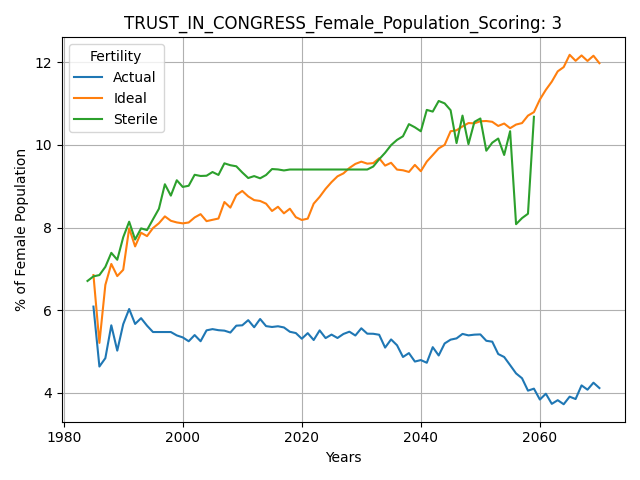 TRUST_IN_CONGRESS_Female_Population_Scoring: 3
Fertility
Actual
Ideal
Sterile
% of Female Population
12
10
8
6
4
1980 2000 2020 2040 2060
Years